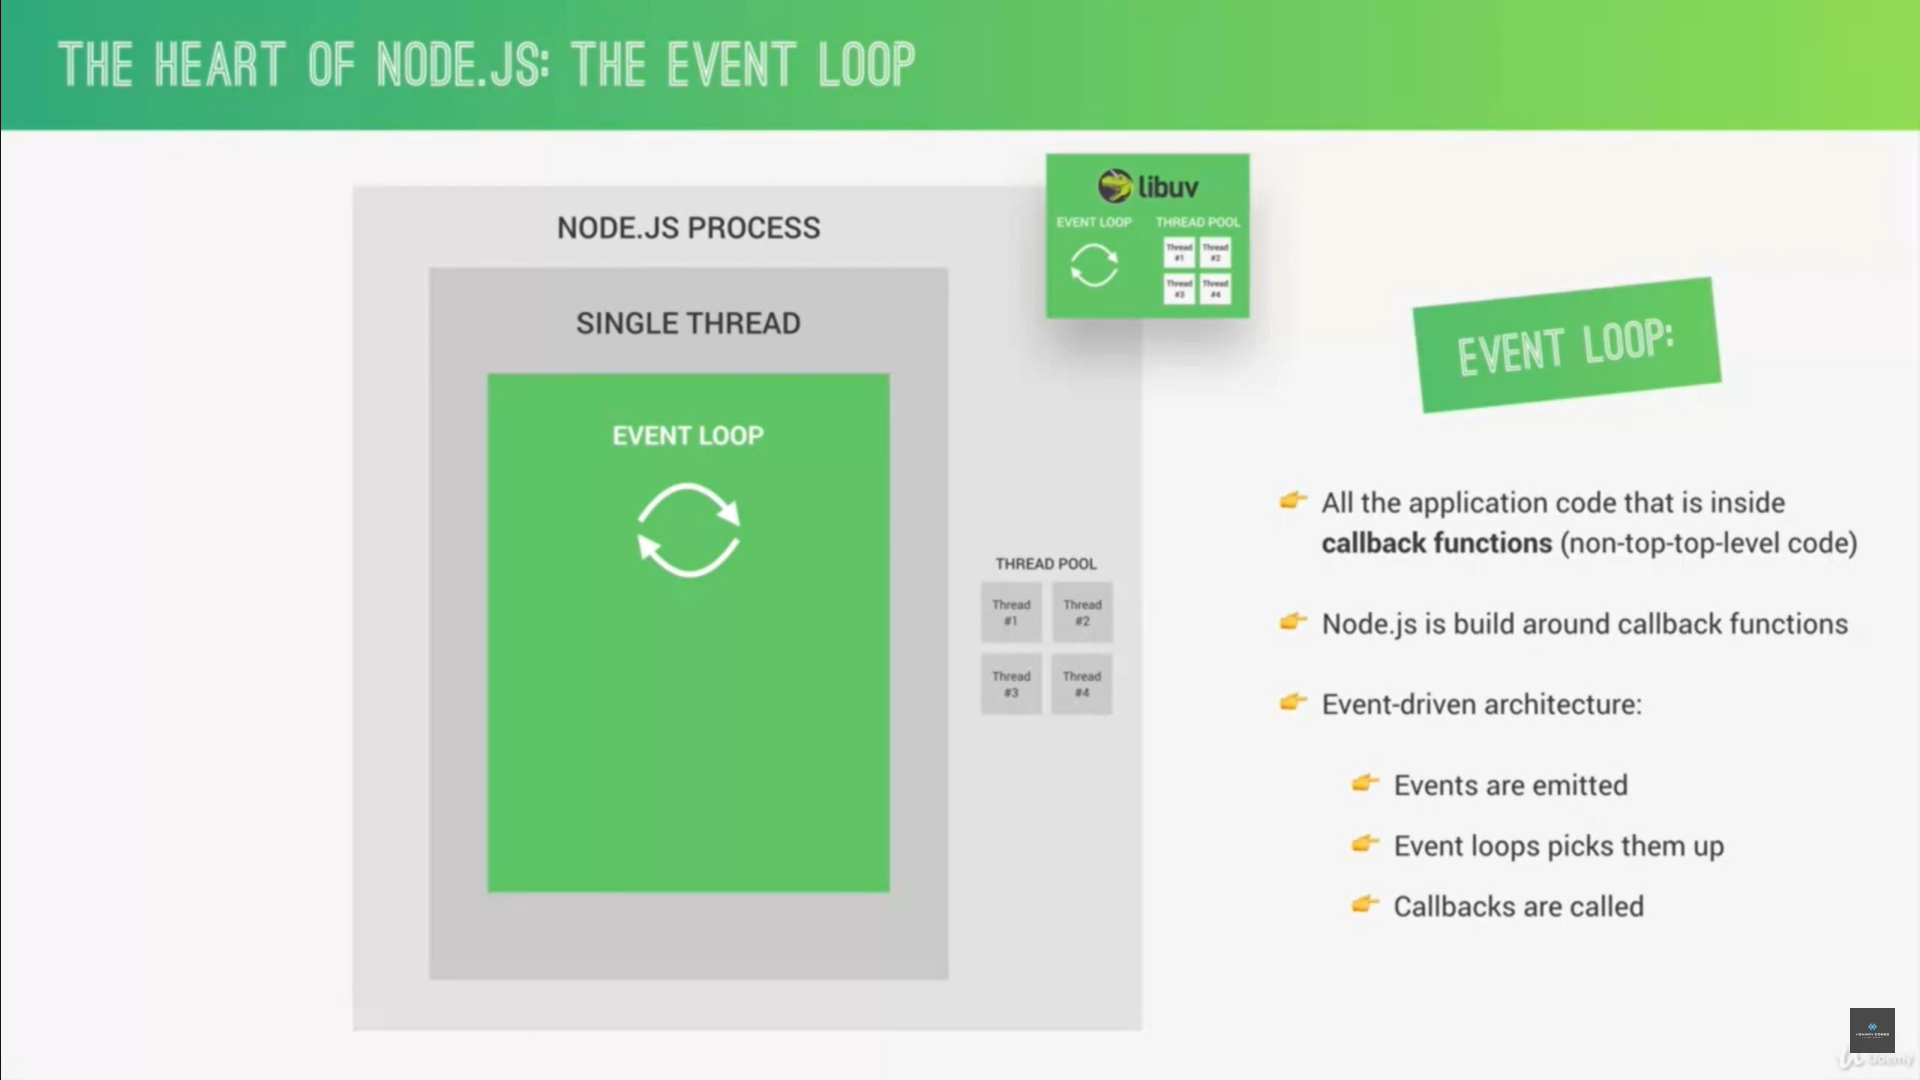 THE HEART OF NODE.JS: THE EVENT LOOP
libuv
EVENT LOOP
THREAD POOL
Thread #1
Thread #2
Thread #3
Thread #4
NODE.JS PROCESS
SINGLE THREAD
EVENT LOOP
THREAD POOL
Thread #1
Thread #2
Thread #3
Thread #4
EVENT LOOP:
All the application code that is inside
callback functions (non-top-top-level code)
Node.js is build around callback functions
Event-driven architecture:
Events are emitted
Event loops picks them up
Callbacks are called
Udemy